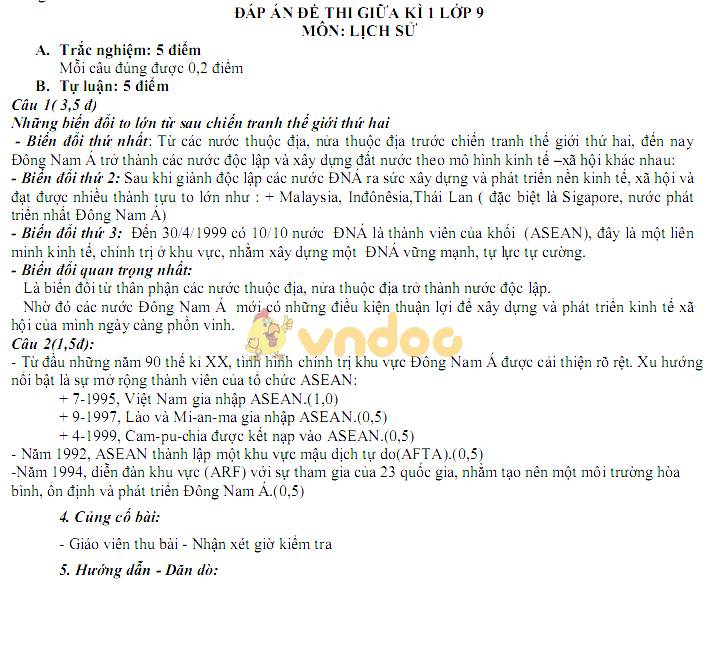 ĐÁP ÁN ĐỀ THI GIỮA KÌ 1 LỚP 9
MÔN: LỊCH SỬ
A. Trắc nghiệm: 5 điểm
Mỗi câu đúng được 0,2 điểm
B. Tự luận: 5 điểm
Câu 1( 3,5 đ)
Những biến đổi to lớn từ sau chiến tranh thế giới thứ hai
- Biến đổi thứ nhất: Từ các nước thuộc địa, nửa thuộc địa trước chiến tranh thế giới thứ hai, đến nay
Đông Nam Á trở thành các nước độc lập và xây dựng đất nước theo mô hình kinh tế –xã hội khác nhau:
- Biến đổi thứ 2: Sau khi giành độc lập các nước ĐNÁ ra sức xây dựng và phát triển nền kinh tế, xã hội và
đạt được nhiều thành tựu to lớn như : + Malaysia, Inđônêsia,Thái Lan ( đặc biệt là Sigapore, nước phát
triển nhất Đông Nam Á)
- Biến đổi thứ 3: Đến 30/4/1999 có 10/10 nước ĐNÁ là thành viên của khối (ASEAN), đây là một liên
minh kinh tế, chính trị ở khu vực, nhằm xây dựng một ĐNÁ vững mạnh, tự lực tự cường.
- Biến đổi quan trọng nhất:
Là biến đổi từ thân phận các nước thuộc địa, nửa thuộc địa trở thành nước độc lập.
Nhờ đó các nước Đông Nam Á mới có những điều kiện thuận lợi để xây dựng và phát triển kinh tế xã
hội của mình ngày càng phồn vinh.
vndoc
Câu 2(1,5đ):
- Từ đầu những năm 90 thế kỉ XX, tình hình chính trị khu vực Đông Nam Á được cải thiện rõ rệt. Xu hướng
nổi bật là sự mở rộng thành viên của tổ chức ASEAN:
+ 7-1995, Việt Nam gia nhập ASEAN.(1,0)
+ 9-1997, Lào và Mi-an-ma gia nhập ASEAN.(0,5)
+ 4-1999, Cam-pu-chia được kết nạp vào ASEAN.(0,5)
- Năm 1992, ASEAN thành lập một khu vực mậu dịch tự do(AFTA).(0,5)
-Năm 1994, diễn đàn khu vực (ARF) với sự tham gia của 23 quốc gia, nhằm tạo nên một môi trường hòa
bình, ổn định và phát triển Đông Nam Á.(0,5)
4. Củng cố bài:
- Giáo viên thu bài - Nhận xét giờ kiểm tra
5. Hướng dẫn - Dăn dò: